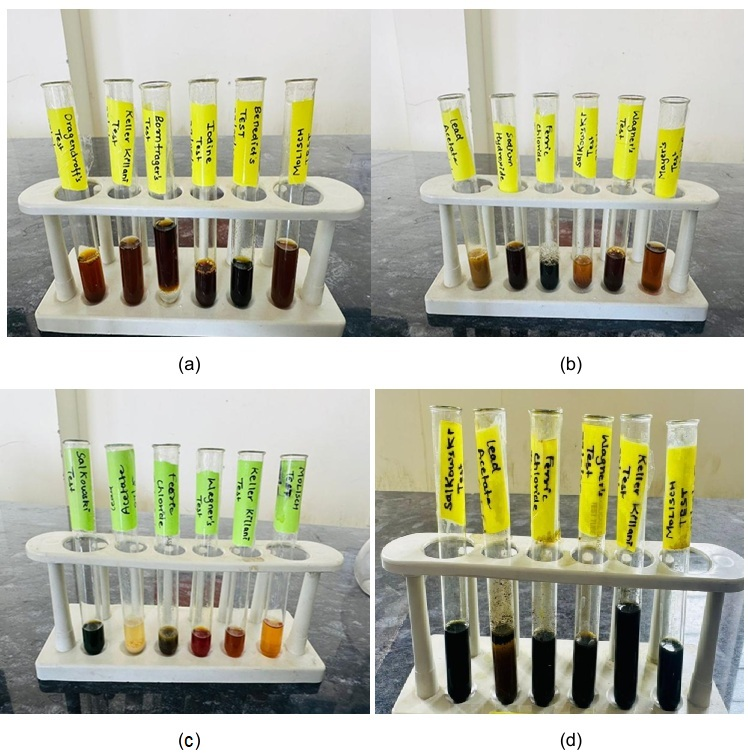 Dragendroff's
Test
Keller Killani
Test
Borntrager's
Test
Iodine
Test
Benedict's
TEST
MOLISCH
TEST
(a)
Lead
Acetate
Sodium
Hydroxide
Ferric
chloride
Salkowski
Test
Wagner's
Test
Mayer's
Test
(b)
Salkowski
Test
Lead
Acetate
Ferric
chloride
Wagner's
Test
Keller Killani
Test
MOLISCH
TEST
(c)
Salkowski
Test
Lead
Acetate
Ferric
chloride
Wagner's
Test
Keller Killani
Test
MOLISCH
TEST
(d)